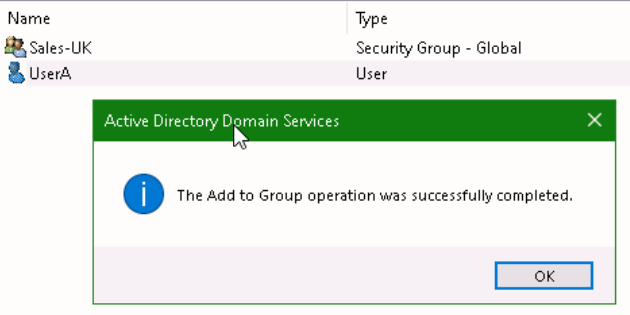 Name Type
Sales-UK Security Group - Global
UserA User
Active Directory Domain Services
The Add to Group operation was successfully completed.
OK